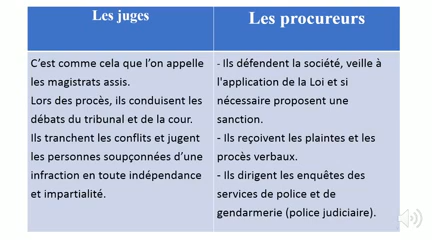 Les juges
Les procureurs
C’est comme cela que l’on appelle
les magistrats assis.
Lors des procès, ils conduisent les
débats du tribunal et de la cour.
Ils tranchent les conflits et jugent
les personnes soupçonnées d’une
infraction en toute indépendance
et impartialité.
- Ils défendent la société, veille à
l'application de la Loi et si
nécessaire proposent une
sanction.
- Ils reçoivent les plaintes et les
procès verbaux.
- Ils dirigent les enquêtes des
services de police et de
gendarmerie (police judiciaire).